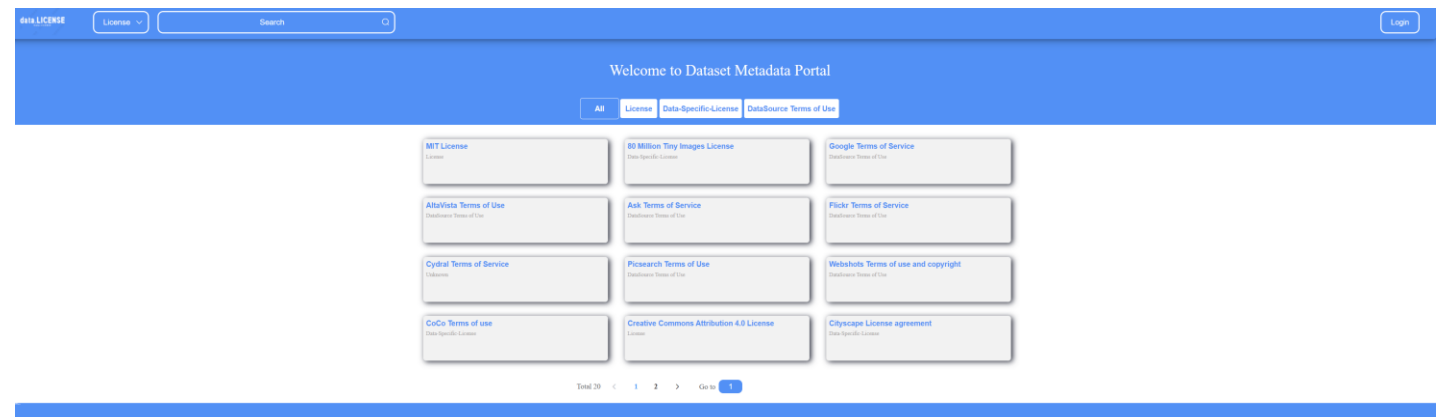 data.LICENSE License Search Login
Welcome to Dataset Metadata Portal
All License Data-Specific-License DataSource Terms of Use
MIT License 80 Million Tiny Images License Google Terms of Service
License Data-Specific-License DataSource Terms of Use
AltaVista Terms of Use Ask Terms of Service Flickr Terms of Service
DataSource Terms of Use DataSource Terms of Use DataSource Terms of Use
Cydral Terms of Service Picsearch Terms of Use Webshots Terms of use and copyright
Unknown DataSource Terms of Use DataSource Terms of Use
CoCo Terms of use Creative Commons Attribution 4.0 License Cityscape License agreement
Data-Specific-License License Data-Specific-License
Total 20 < 1 2 > Go to 1